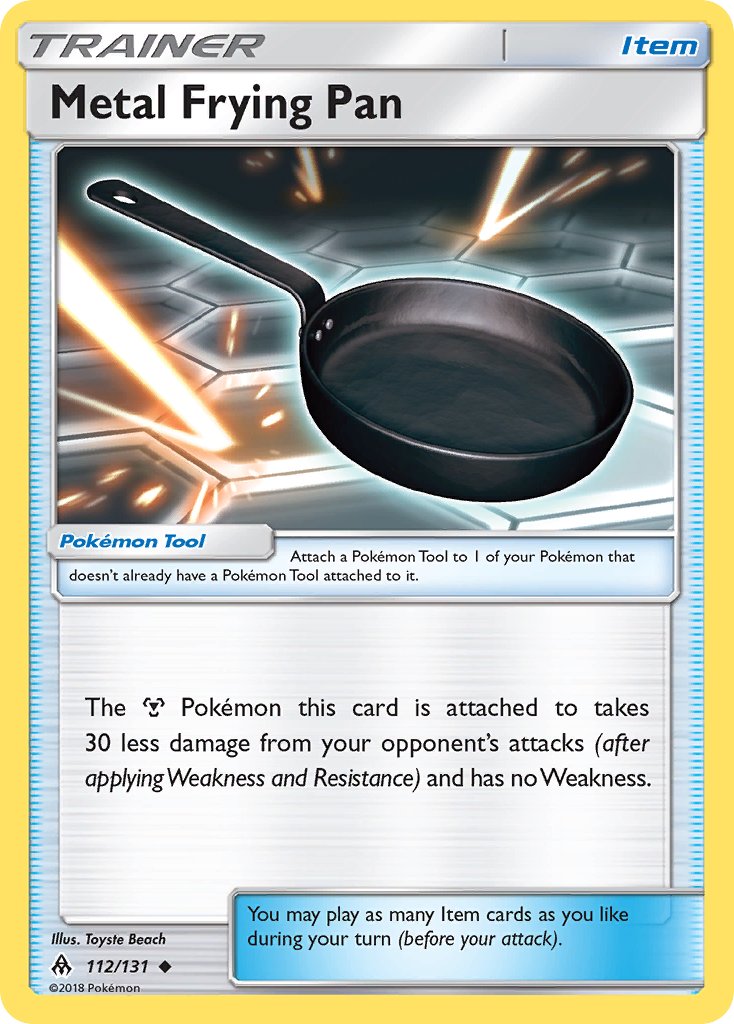 TRAINER
Item
Metal Frying Pan
Pokémon Tool
Attach a Pokémon Tool to 1 of your Pokémon that
doesn't already have a Pokémon Tool attached to it.
The Pokémon this card is attached to takes
30 less damage from your opponent's attacks (after
applying Weakness and Resistance) and has no Weakness.
You may play as many Item cards as you like
during your turn (before your attack).
Illus. Toyste Beach
112/131
©2018 Pokémon